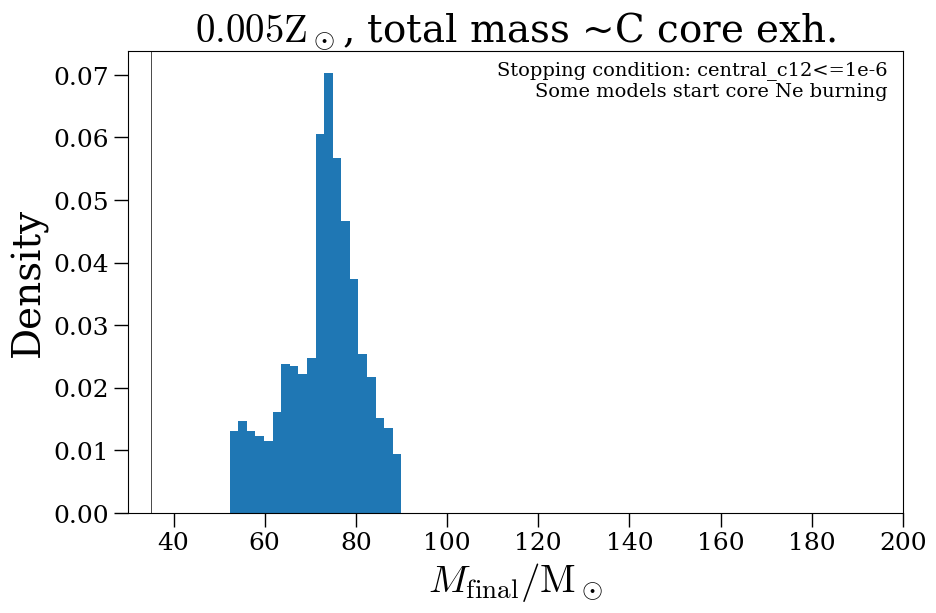 0.005Z☉, total mass ~C core exh.
Stopping condition: central_c12<=1e-6
Some models start core Ne burning
Density
0.07
0.06
0.05
0.04
0.03
0.02
0.01
0.00
40 60 80 100 120 140 160 180 200
M_final/M☉